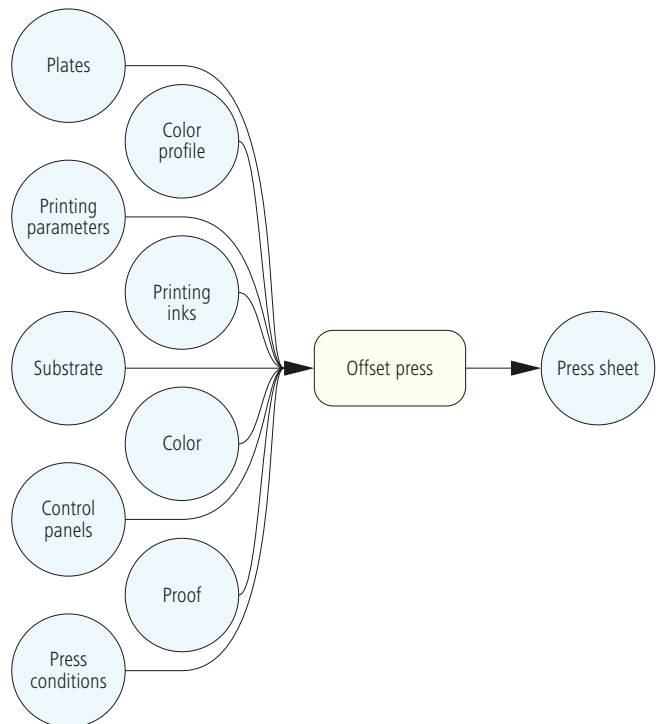 Plates
Color
profile
Printing
parameters
Printing
inks
Substrate
Offset press
Press sheet
Color
Control
panels
Proof
Press
conditions